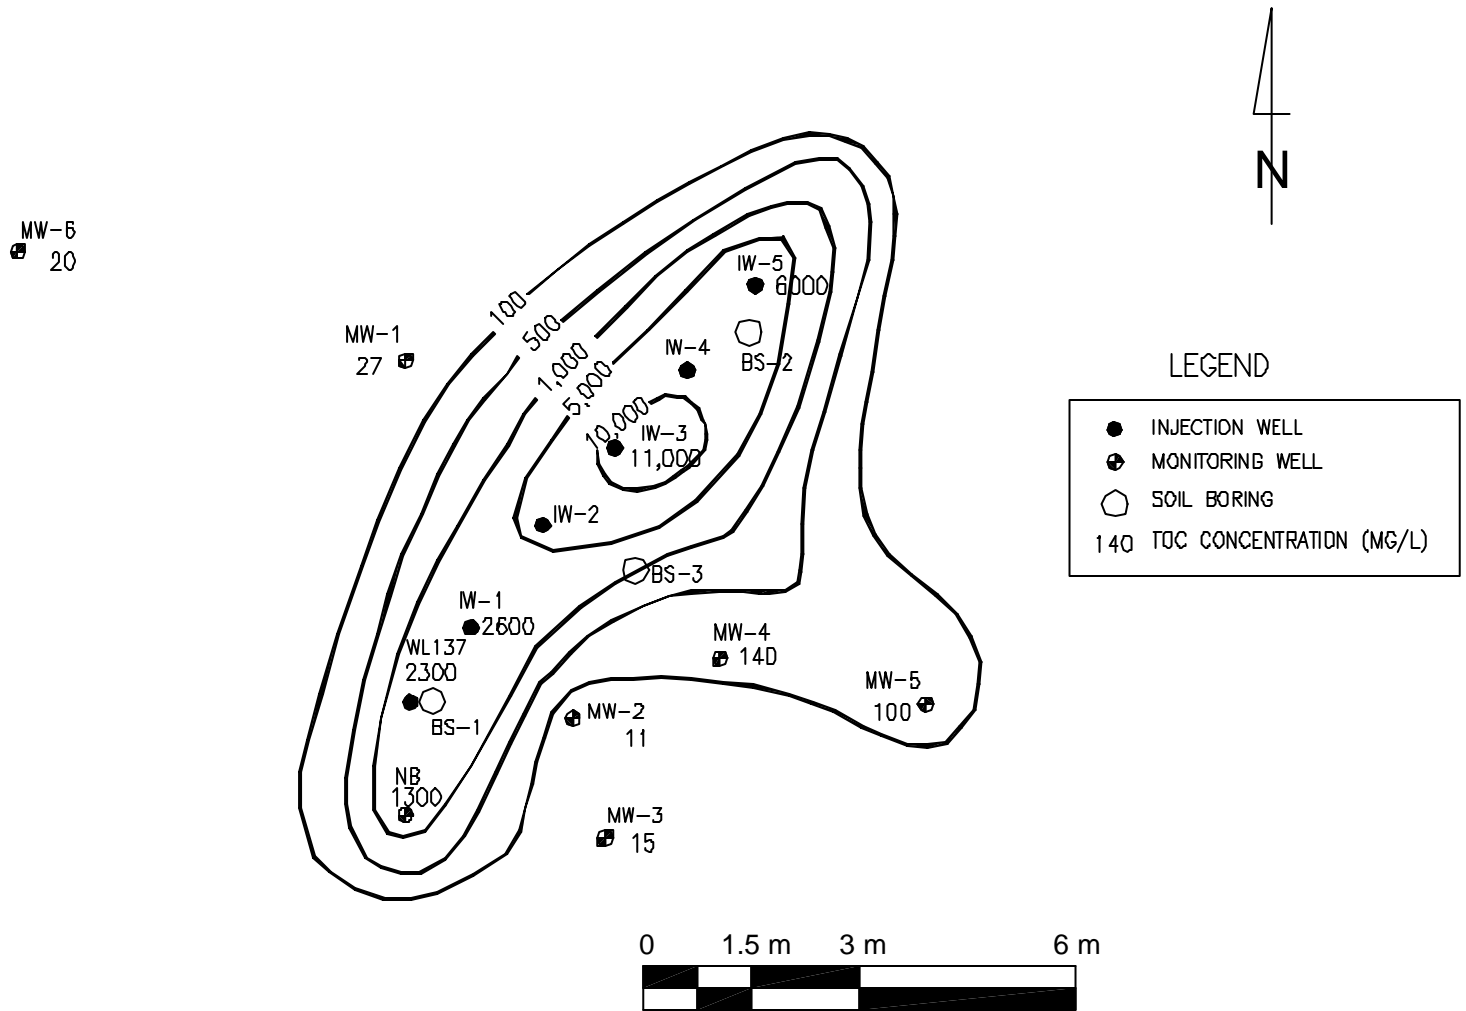 N
MW-6
20
MW-1
27
100
500
1,000
5,000
10,000
IW-5
6000
BS-2
IW-4
IW-3
11,000
IW-2
BS-3
IW-1
2600
WL137
2300
BS-1
NB
1300
MW-4
140
MW-5
100
MW-2
11
MW-3
15
LEGEND
INJECTION WELL
MONITORING WELL
SOIL BORING
140 TOC CONCENTRATION (MG/L)
0 1.5 m 3 m 6 m